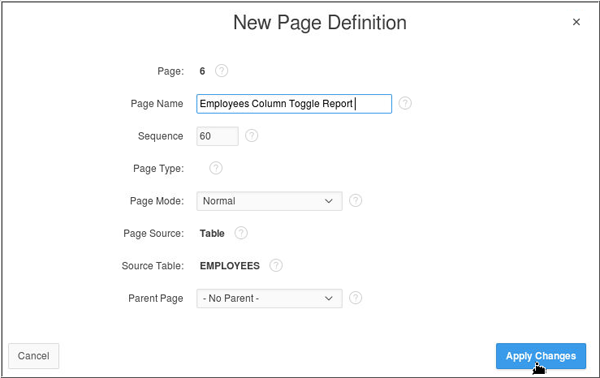 New Page Definition
×
Page: 6 ?
Page Name Employees Column Toggle Report ?
Sequence 60 ?
Page Type: ?
Page Mode: Normal ?
Page Source: Table ?
Source Table: EMPLOYEES ?
Parent Page - No Parent - ?
Cancel Apply Changes